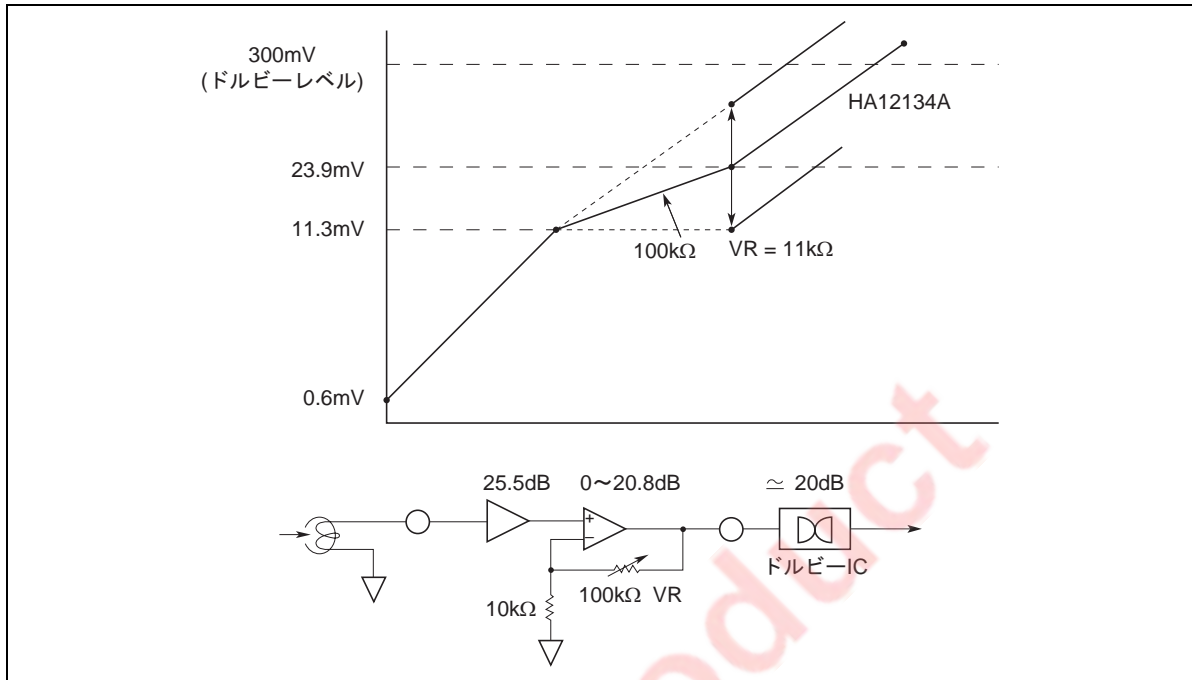 300mV
(ドルビーレベル)
HA12134A
23.9mV
11.3mV
100kΩ
VR = 11kΩ
0.6mV
25.5dB
0～20.8dB
≃ 20dB
+
−
ドルビーIC
100kΩ VR
10kΩ
oduct